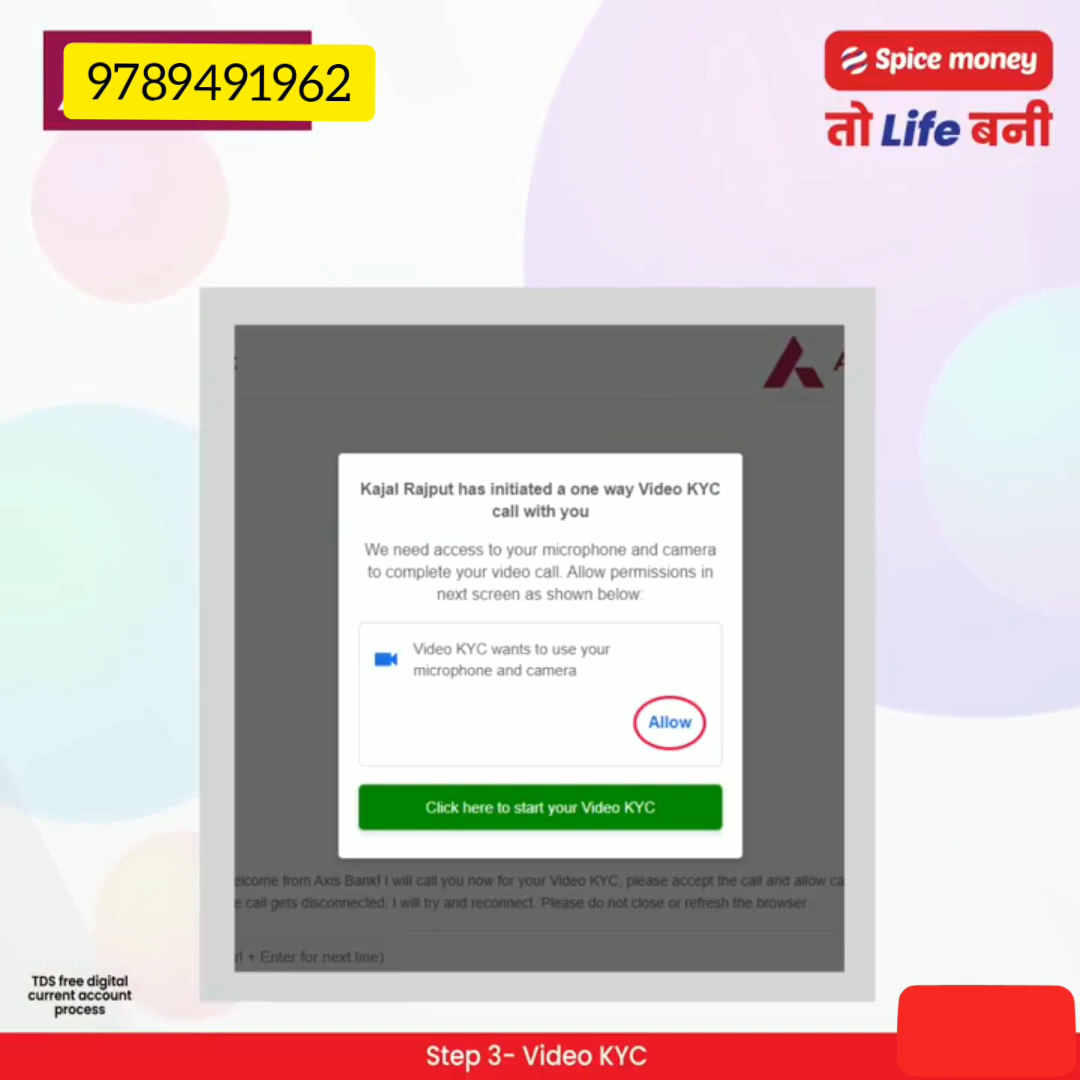 9789491962
Spice money
तो Life बनी
Kajal Rajput has initiated a one way Video KYC
call with you
We need access to your microphone and camera
to complete your video call. Allow permissions in
next screen as shown below:
Video KYC wants to use your
microphone and camera
Allow
Click here to start your Video KYC
elcome from Axis Bank! I will call you now for your Video KYC, please accept the call and allow ca
e call gets disconnected, I will try and reconnect. Please do not close or refresh the browser
+ Enter for next line)
TDS free digital
current account
process
Step 3- Video KYC